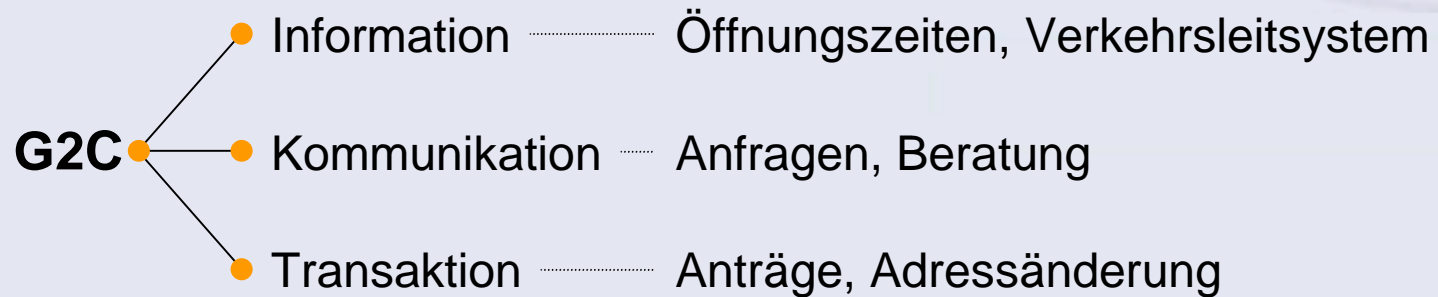 Information Öffnungszeiten, Verkehrsleitsystem
G2C Kommunikation Anfragen, Beratung
Transaktion Anträge, Adressänderung